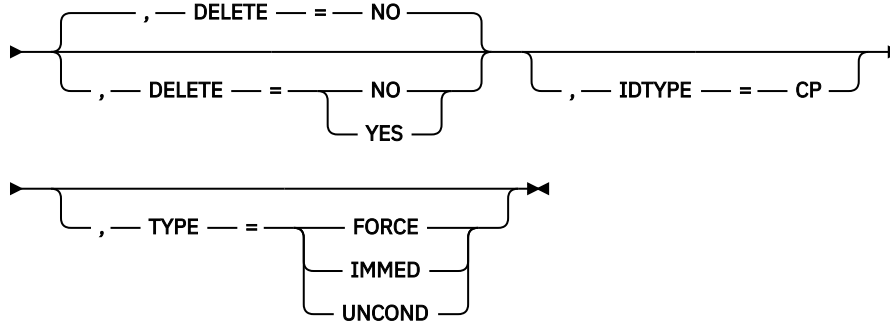 , DELETE = NO
, DELETE = NO
YES
, IDTYPE = CP
, TYPE = FORCE
IMMED
UNCOND